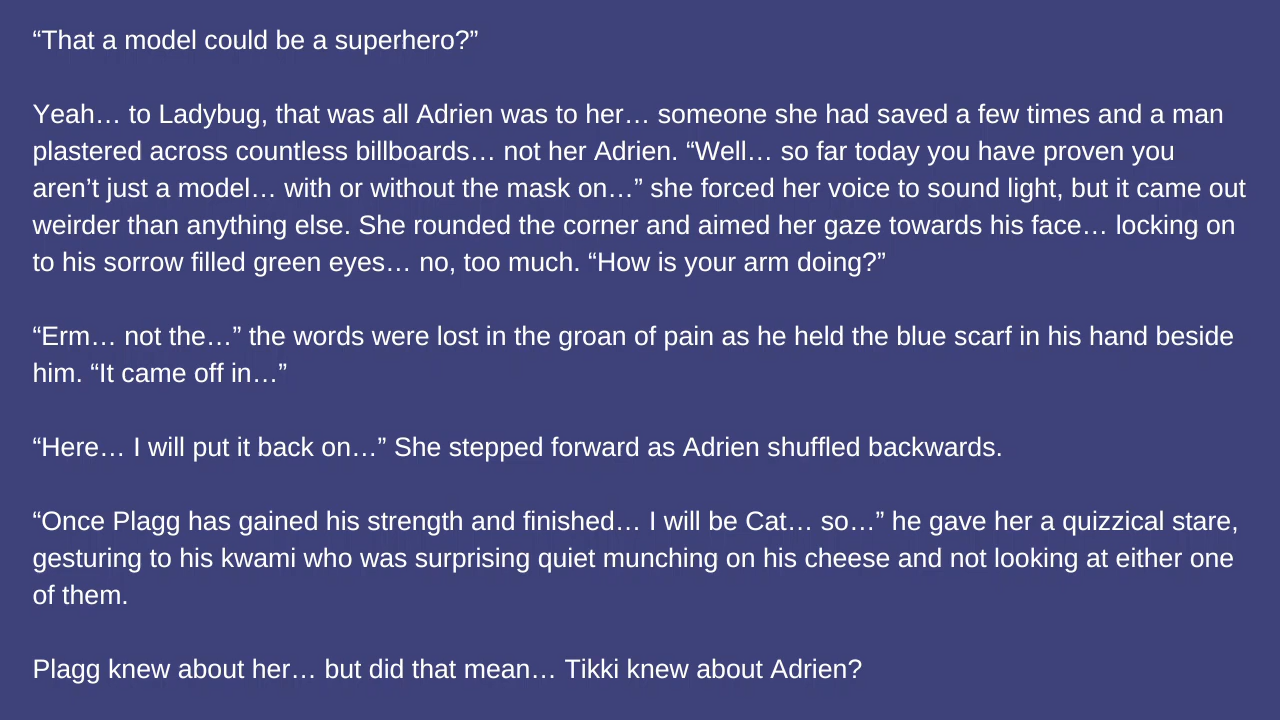 “That a model could be a superhero?”
Yeah… to Ladybug, that was all Adrien was to her… someone she had saved a few times and a man
plastered across countless billboards… not her Adrien. “Well… so far today you have proven you
aren’t just a model… with or without the mask on…” she forced her voice to sound light, but it came out
weirder than anything else. She rounded the corner and aimed her gaze towards his face… locking on
to his sorrow filled green eyes… no, too much. “How is your arm doing?”
“Erm… not the…” the words were lost in the groan of pain as he held the blue scarf in his hand beside
him. “It came off in…”
“Here… I will put it back on…” She stepped forward as Adrien shuffled backwards.
“Once Plagg has gained his strength and finished… I will be Cat… so…” he gave her a quizzical stare,
gesturing to his kwami who was surprising quiet munching on his cheese and not looking at either one
of them.
Plagg knew about her… but did that mean… Tikki knew about Adrien?